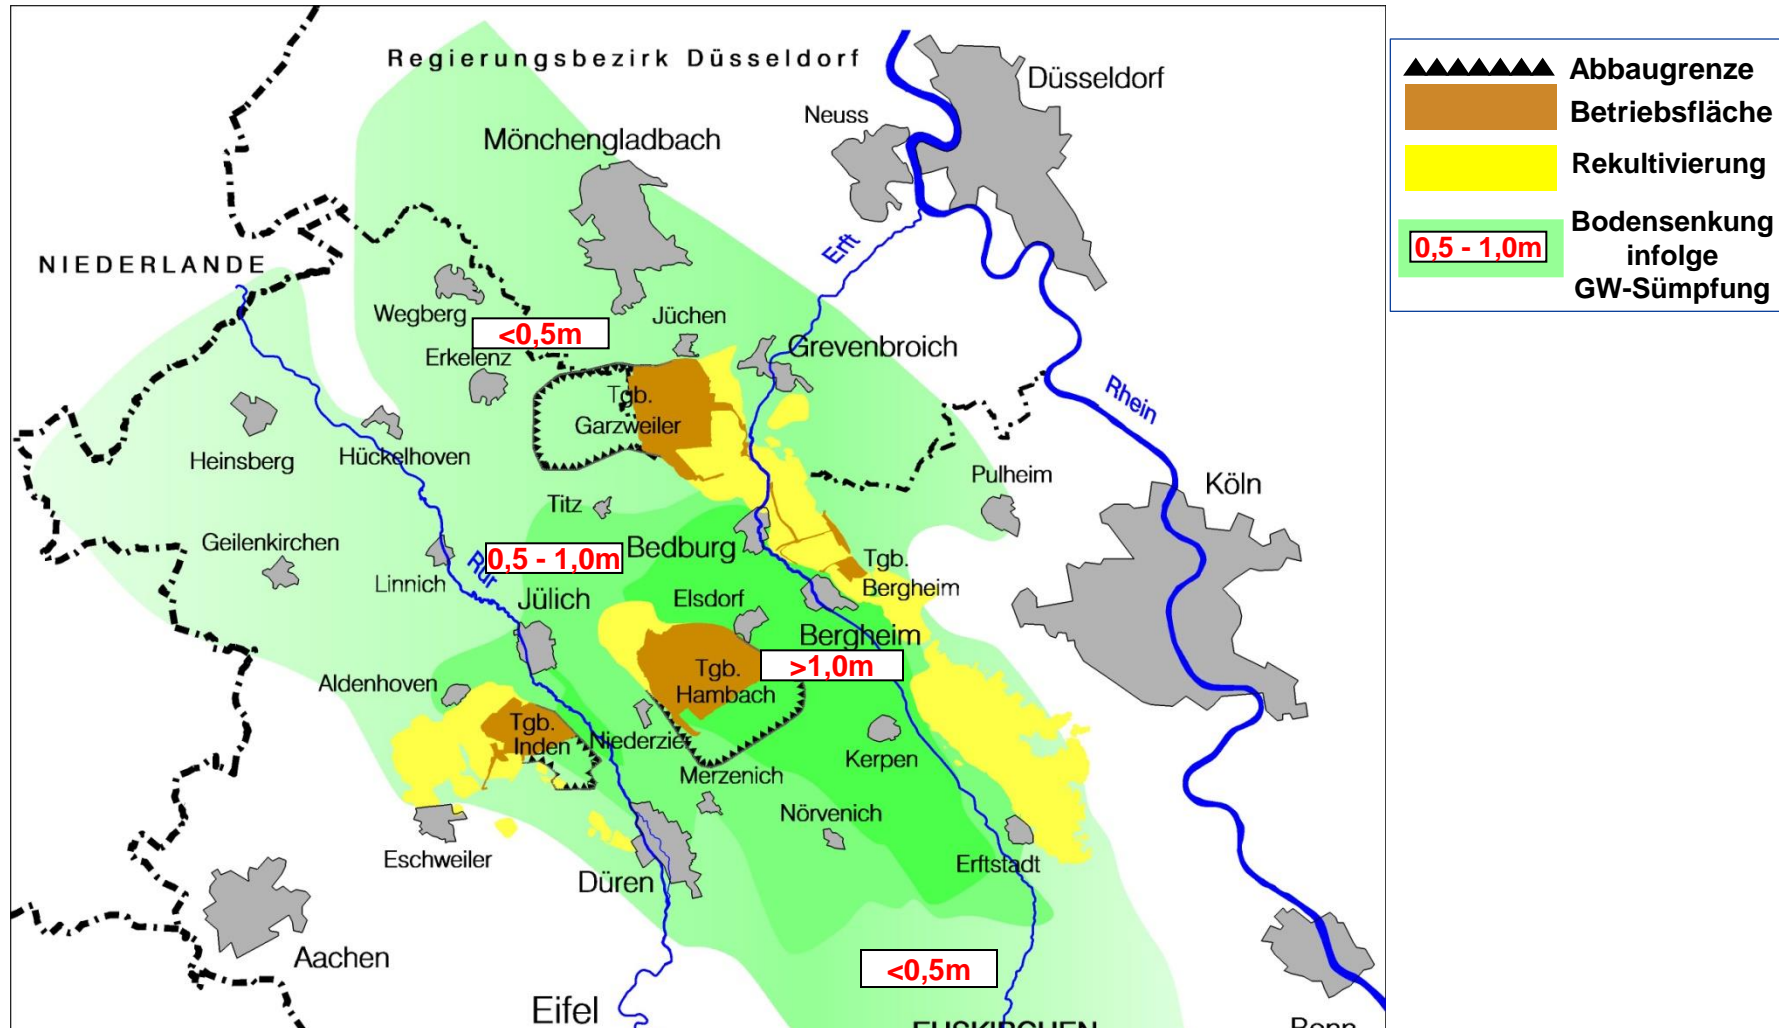 Regierungsbezirk Düsseldorf
Düsseldorf
Neuss
Mönchengladbach
Erft
NIEDERLANDE
Wegberg
<0,5m
Jüchen
Erkelenz
Grevenbroich
Rhein
Tgb.
Garzweiler
Heinsberg
Hückelhoven
Pulheim
Köln
Titz
Geilenkirchen
0,5 - 1,0m
Bedburg
Linnich
Rur
Jülich
Tgb.
Bergheim
Elsdorf
Bergheim
>1,0m
Tgb.
Hambach
Aldenhoven
Tgb.
Inden
Niederzier
Kerpen
Merzenich
Nörvenich
Eschweiler
Düren
Erftstadt
Aachen
<0,5m
Eifel
EUSKIRCHEN
Bonn
Abbaugrenze
Betriebsfläche
Rekultivierung
0,5 - 1,0m
Bodensenkung
infolge
GW-Sümpfung